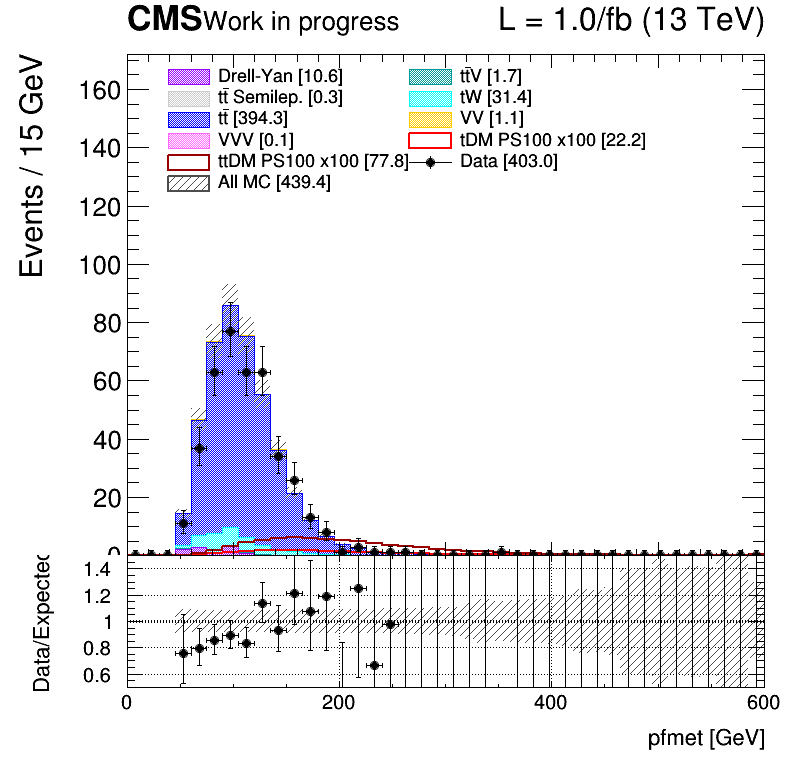 CMS Work in progress L = 1.0/fb (13 TeV)
Events / 15 GeV
160
140
120
100
80
60
40
20
0
Drell-Yan [10.6]
tt̄ Semilep. [0.3]
tt̄ [394.3]
VVV [0.1]
ttDM PS100 x100 [77.8]
All MC [439.4]
tt̄V [1.7]
tW [31.4]
VV [1.1]
tDM PS100 x100 [22.2]
Data [403.0]
Data/Expected
1.4
1.2
1
0.8
0.6
0 200 400 600
pfmet [GeV]